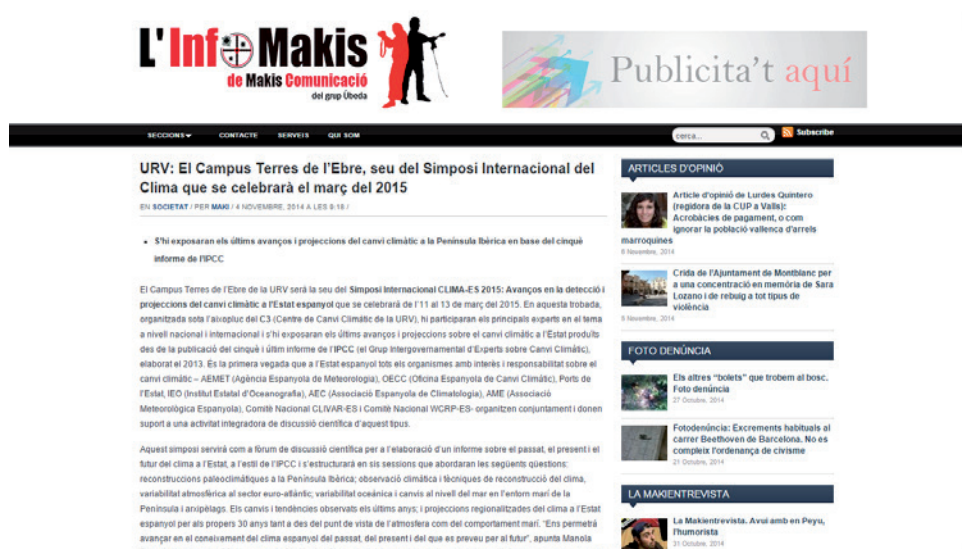 L'InfoMakis
de Makis Comunicació
del grup Úbeda
Publicita't aquí
SECCIONS CONTACTE SERVEIS QUI SOM
cerca... Subscribe
URV: El Campus Terres de l'Ebre, seu del Simposi Internacional del
Clima que se celebrarà el març del 2015
EN SOCIETAT / PER MAKI / 4 NOVEMBRE, 2014 A LES 9:18 /
• S'hi exposaran els últims avanços i projeccions del canvi climàtic a la Península Ibèrica en base del cinquè
informe de l'IPCC
El Campus Terres de l'Ebre de la URV serà la seu del Simposi Internacional CLIMA-ES 2015: Avanços en la detecció i
projeccions del canvi climàtic a l'Estat espanyol que se celebrarà de l'11 al 13 de març del 2015. En aquesta trobada,
organitzada sota l'aixopluc del C3 (Centre de Canvi Climàtic de la URV), hi participaran els principals experts en el tema
a nivell nacional i internacional i s'hi exposaran els últims avanços i projeccions sobre el canvi climàtic a l'Estat produïts
des de la publicació del cinquè i últim informe de l'IPCC (el Grup Intergovernamental d'Experts sobre Canvi Climàtic),
elaborat el 2013. És la primera vegada que a l'Estat espanyol tots els organismes amb interès i responsabilitat sobre el
canvi climàtic – AEMET (Agència Espanyola de Meteorologia), OECC (Oficina Espanyola de Canvi Climàtic), Ports de
l'Estat, IEO (Institut Estatal d'Oceanografia), AEC (Associació Espanyola de Climatologia), AME (Associació
Meteorològica Espanyola), Comitè Nacional CLIVAR-ES i Comitè Nacional WCRP-ES- organitzen conjuntament i donen
suport a una activitat integradora de discussió científica d'aquest tipus.
Aquest simposi servirà com a fòrum de discussió científica per a l'elaboració d'un informe sobre el passat, el present i el
futur del clima a l'Estat, a l'estil de l'IPCC i s'estructurarà en sis sessions que abordaran les següents qüestions:
reconstruccions paleoclimàtiques a la Península Ibèrica; observació climàtica i tècniques de reconstrucció del clima,
variabilitat atmosfèrica al sector euro-atlàntic; variabilitat oceànica i canvis al nivell del mar en l'entorn marí de la
Península i arxipèlags. Els canvis i tendències observats els últims anys; i projeccions regionalitzades del clima a l'Estat
espanyol per als propers 30 anys tant a des del punt de vista de l'atmosfera com del comportament marí. "Ens permetrà
avançar en el coneixement del clima espanyol del passat, del present i del que es preveu per al futur", apunta Manola
ARTICLES D'OPINIÓ
Article d'opinió de Lurdes Quintero
(regidora de la CUP a Valls):
Acrobàcies de pagament, o com
ignorar la població vallenca d'arrels
marroquines
6 Novembre, 2014
Crida de l'Ajuntament de Montblanc per
a una concentració en memòria de Sara
Lozano i de rebuig a tot tipus de
violència
5 Novembre, 2014
FOTO DENÚNCIA
Els altres "bolets" que trobem al bosc.
Foto denúncia
27 Octubre, 2014
Fotodenúncia: Excrements habituals al
carrer Beethoven de Barcelona. No es
compleix l'ordenança de civisme
21 Octubre, 2014
LA MAKIENTREVISTA
La Makientrevista. Avui amb en Peyu,
l'humorista
31 Octubre, 2014